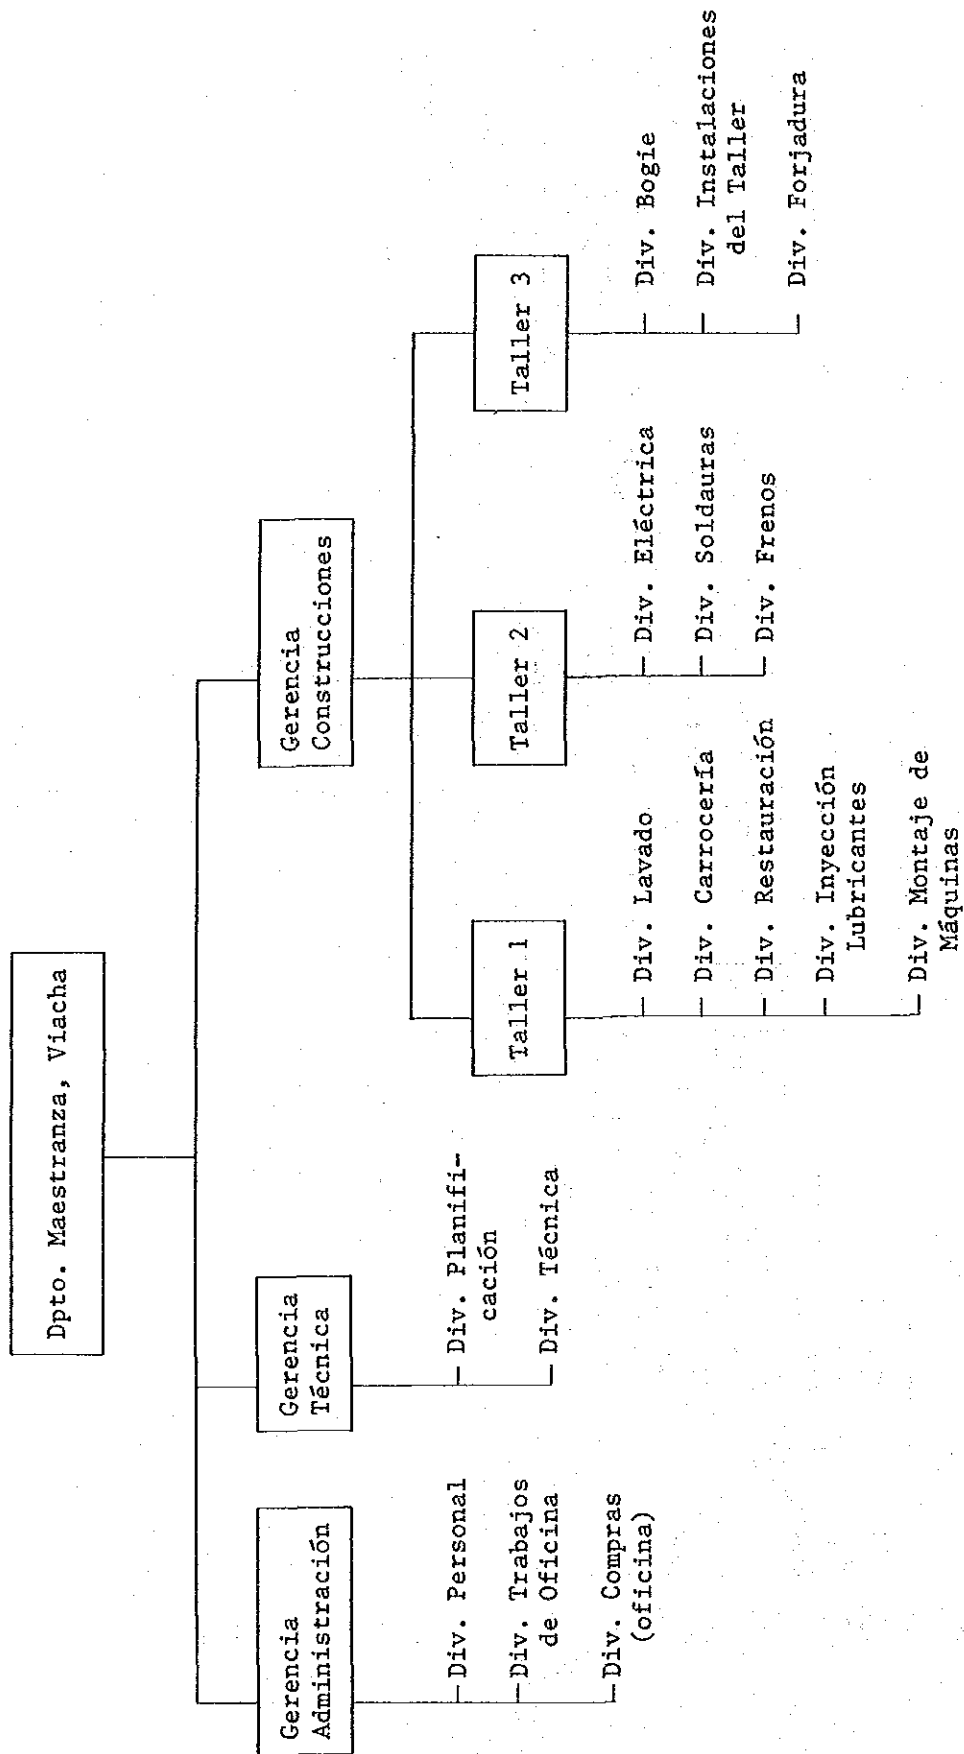 Dpto. Maestranza, Viacha
Gerencia
Administración
Div. Personal
Div. Trabajos
de Oficina
Div. Compras
(oficina)
Gerencia
Técnica
Div. Planifi-
cación
Div. Técnica
Gerencia
Construcciones
Taller 1
Div. Lavado
Div. Carrocería
Div. Restauración
Div. Inyección
Lubricantes
Div. Montaje de
Máquinas
Taller 2
Div. Eléctrica
Div. Soldauras
Div. Frenos
Taller 3
Div. Bogie
Div. Instalaciones
del Taller
Div. Forjadura